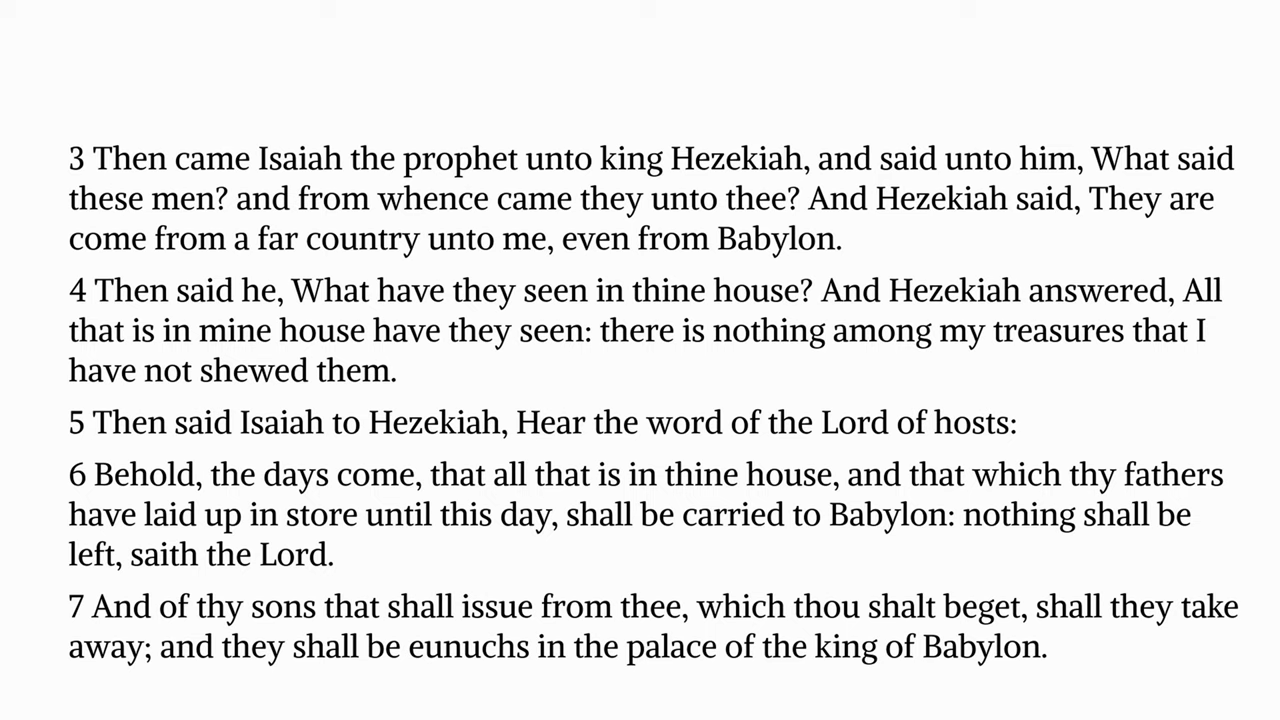 3 Then came Isaiah the prophet unto king Hezekiah, and said unto him, What said
these men? and from whence came they unto thee? And Hezekiah said, They are
come from a far country unto me, even from Babylon.
4 Then said he, What have they seen in thine house? And Hezekiah answered, All
that is in mine house have they seen: there is nothing among my treasures that I
have not shewed them.
5 Then said Isaiah to Hezekiah, Hear the word of the Lord of hosts:
6 Behold, the days come, that all that is in thine house, and that which thy fathers
have laid up in store until this day, shall be carried to Babylon: nothing shall be
left, saith the Lord.
7 And of thy sons that shall issue from thee, which thou shalt beget, shall they take
away; and they shall be eunuchs in the palace of the king of Babylon.